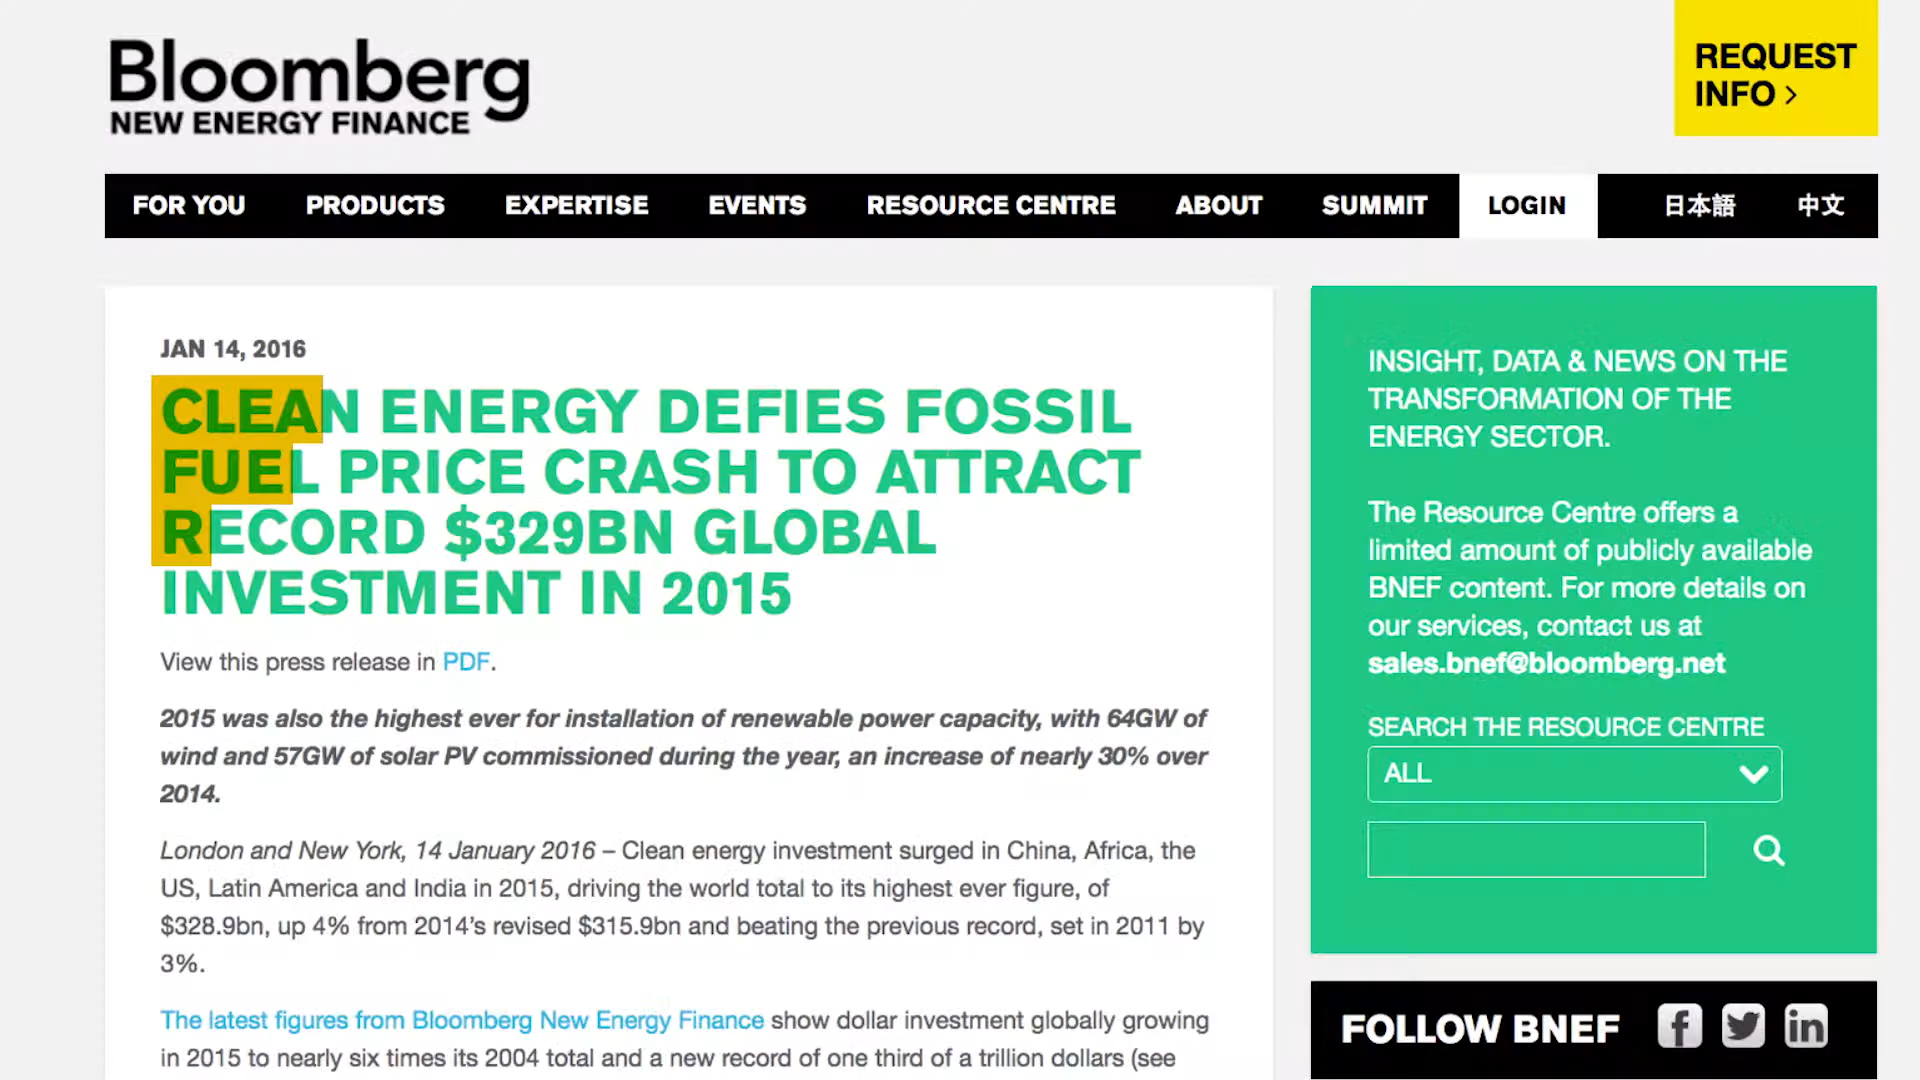 Bloomberg
NEW ENERGY FINANCE
REQUEST
INFO >
FOR YOU PRODUCTS EXPERTISE EVENTS RESOURCE CENTRE ABOUT SUMMIT LOGIN 日本語 中文
JAN 14, 2016
CLEAN ENERGY DEFIES FOSSIL
FUEL PRICE CRASH TO ATTRACT
RECORD $329BN GLOBAL
INVESTMENT IN 2015
View this press release in PDF.
2015 was also the highest ever for installation of renewable power capacity, with 64GW of
wind and 57GW of solar PV commissioned during the year, an increase of nearly 30% over
2014.
London and New York, 14 January 2016 – Clean energy investment surged in China, Africa, the
US, Latin America and India in 2015, driving the world total to its highest ever figure, of
$328.9bn, up 4% from 2014’s revised $315.9bn and beating the previous record, set in 2011 by
3%.
The latest figures from Bloomberg New Energy Finance show dollar investment globally growing
in 2015 to nearly six times its 2004 total and a new record of one third of a trillion dollars (see
INSIGHT, DATA & NEWS ON THE
TRANSFORMATION OF THE
ENERGY SECTOR.
The Resource Centre offers a
limited amount of publicly available
BNEF content. For more details on
our services, contact us at
sales.bnef@bloomberg.net
SEARCH THE RESOURCE CENTRE
ALL
FOLLOW BNEF